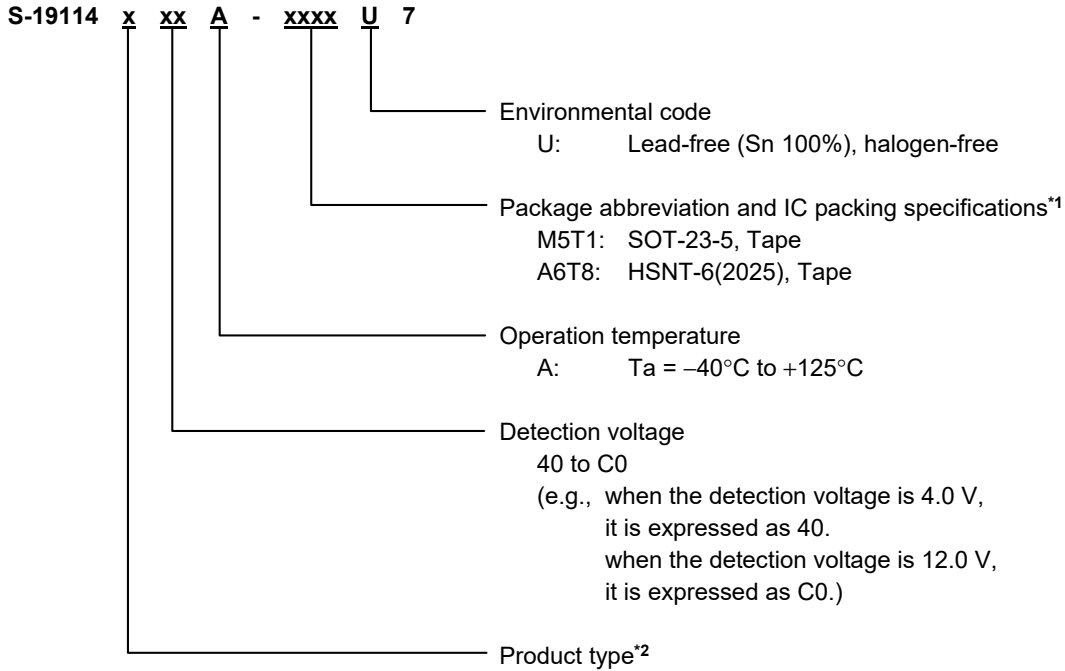 S-19114 x xx A - xxxx U 7
Environmental code
U: Lead-free (Sn 100%), halogen-free
Package abbreviation and IC packing specifications*1
M5T1: SOT-23-5, Tape
A6T8: HSNT-6(2025), Tape
Operation temperature
A: Ta = −40°C to +125°C
Detection voltage
40 to C0
(e.g., when the detection voltage is 4.0 V,
it is expressed as 40.
when the detection voltage is 12.0 V,
it is expressed as C0.)
Product type*2